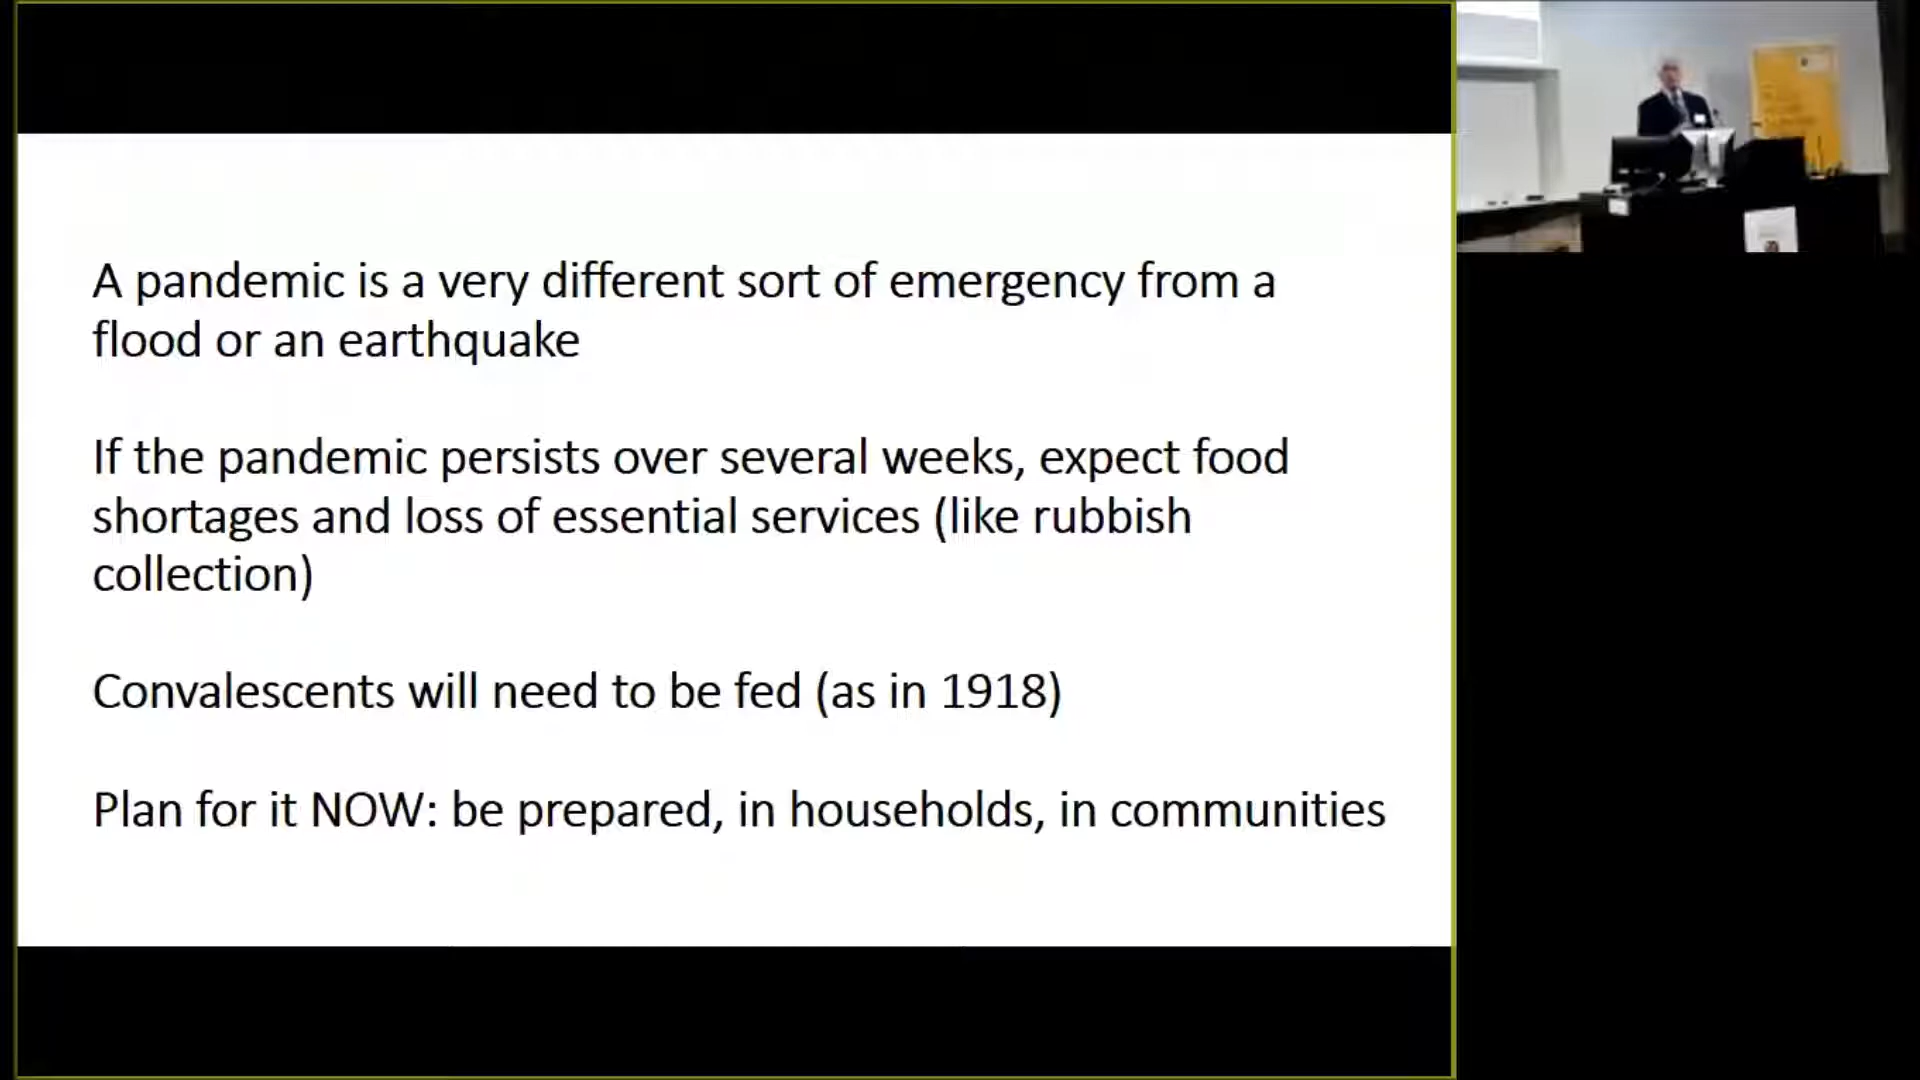 A pandemic is a very different sort of emergency from a
flood or an earthquake
If the pandemic persists over several weeks, expect food
shortages and loss of essential services (like rubbish
collection)
Convalescents will need to be fed (as in 1918)
Plan for it NOW: be prepared, in households, in communities